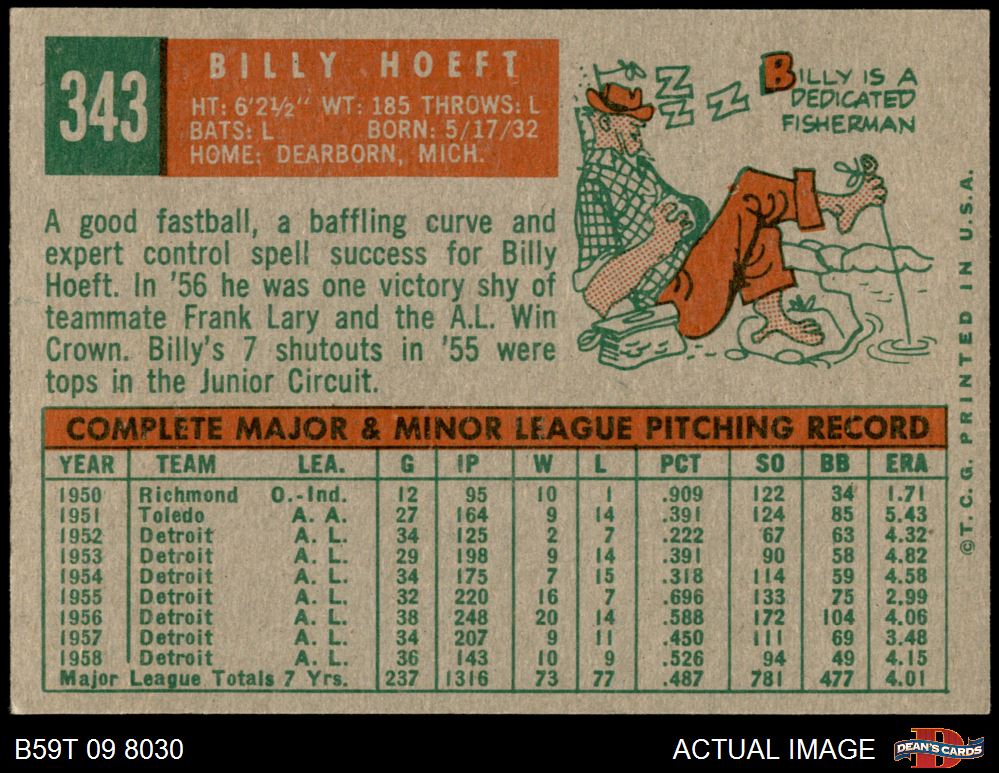 343
BILLY HOEFT
HT: 6'2½" WT: 185 THROWS: L
BATS: L BORN: 5/17/32
HOME: DEARBORN, MICH.
Z Z Z Z
BILLY IS A
DEDICATED
FISHERMAN
A good fastball, a baffling curve and
expert control spell success for Billy
Hoeft. In '56 he was one victory shy of
teammate Frank Lary and the A.L. Win
Crown. Billy's 7 shutouts in '55 were
tops in the Junior Circuit.
COMPLETE MAJOR & MINOR LEAGUE PITCHING RECORD
YEAR TEAM LEA. G IP W L PCT SO BB ERA
1950 Richmond O.-Ind. 12 95 10 1 .909 122 34 1.71
1951 Toledo A. A. 27 164 9 14 .391 124 85 5.43
1952 Detroit A. L. 34 125 2 7 .222 67 63 4.32
1953 Detroit A. L. 29 198 9 14 .391 90 58 4.82
1954 Detroit A. L. 34 175 7 15 .318 114 59 4.58
1955 Detroit A. L. 32 220 16 7 .696 133 75 2.99
1956 Detroit A. L. 38 248 20 14 .588 172 104 4.06
1957 Detroit A. L. 34 207 9 11 .450 111 69 3.48
1958 Detroit A. L. 36 143 10 9 .526 94 49 4.15
Major League Totals 7 Yrs. 237 1316 73 77 .487 781 477 4.01
©T. C. G. PRINTED IN U.S.A.
B59T 09 8030
ACTUAL IMAGE
DEAN'S CARDS